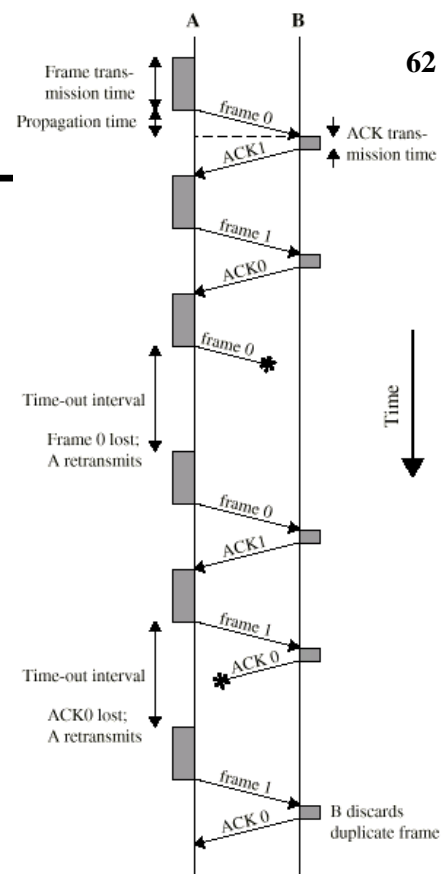 A
B
62
Frame trans-
mission time
Propagation time
frame 0
ACK trans-
mission time
ACK1
frame 1
ACK0
frame 0
Time-out interval
Frame 0 lost;
A retransmits
Time
frame 0
ACK1
frame 1
Time-out interval
ACK 0
ACK0 lost;
A retransmits
frame 1
B discards
duplicate frame
ACK 0